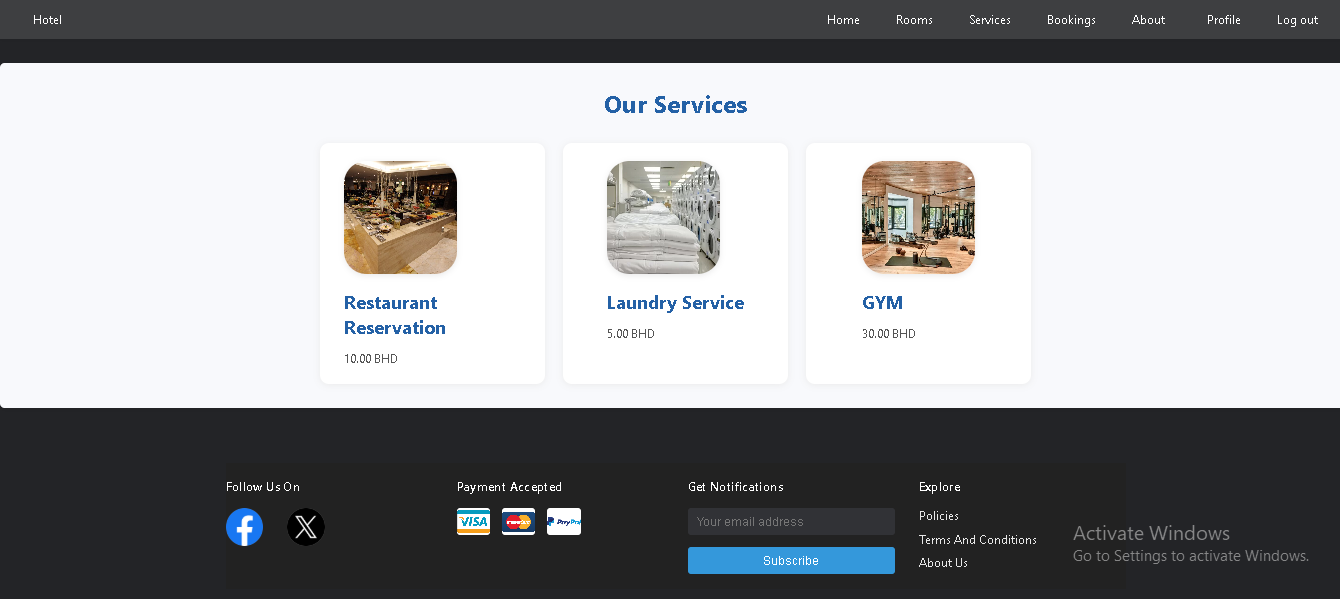 Hotel
Home Rooms Services Bookings About Profile Log out
Our Services
Restaurant
Reservation
10.00 BHD
Laundry Service
5.00 BHD
GYM
30.00 BHD
Follow Us On
Payment Accepted
VISA
PayPal
Get Notifications
Your email address
Subscribe
Explore
Policies
Terms And Conditions
About Us
Activate Windows
Go to Settings to activate Windows.